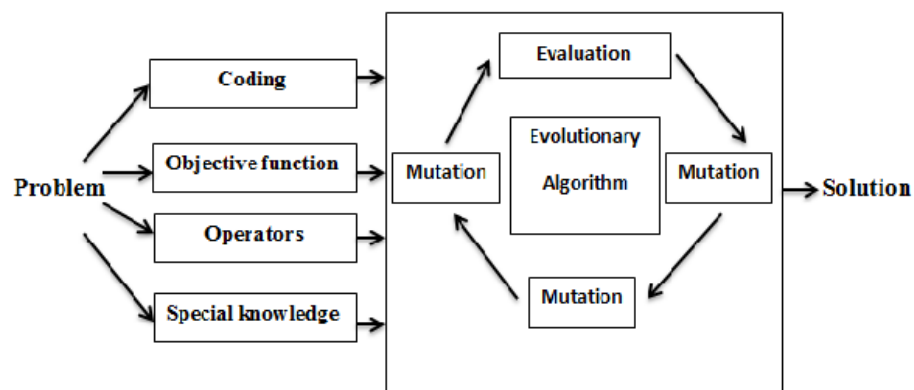 Evaluation
Coding
Evolutionary
Algorithm
Objective function
Mutation
Mutation
Problem
Solution
Operators
Mutation
Special knowledge